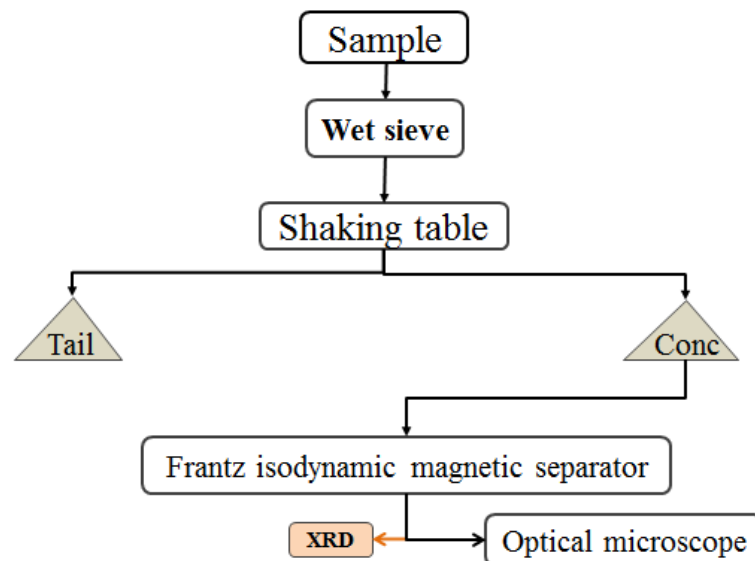 Sample
Wet sieve
Shaking table
Tail
Conc
Frantz isodynamic magnetic separator
XRD
Optical microscope